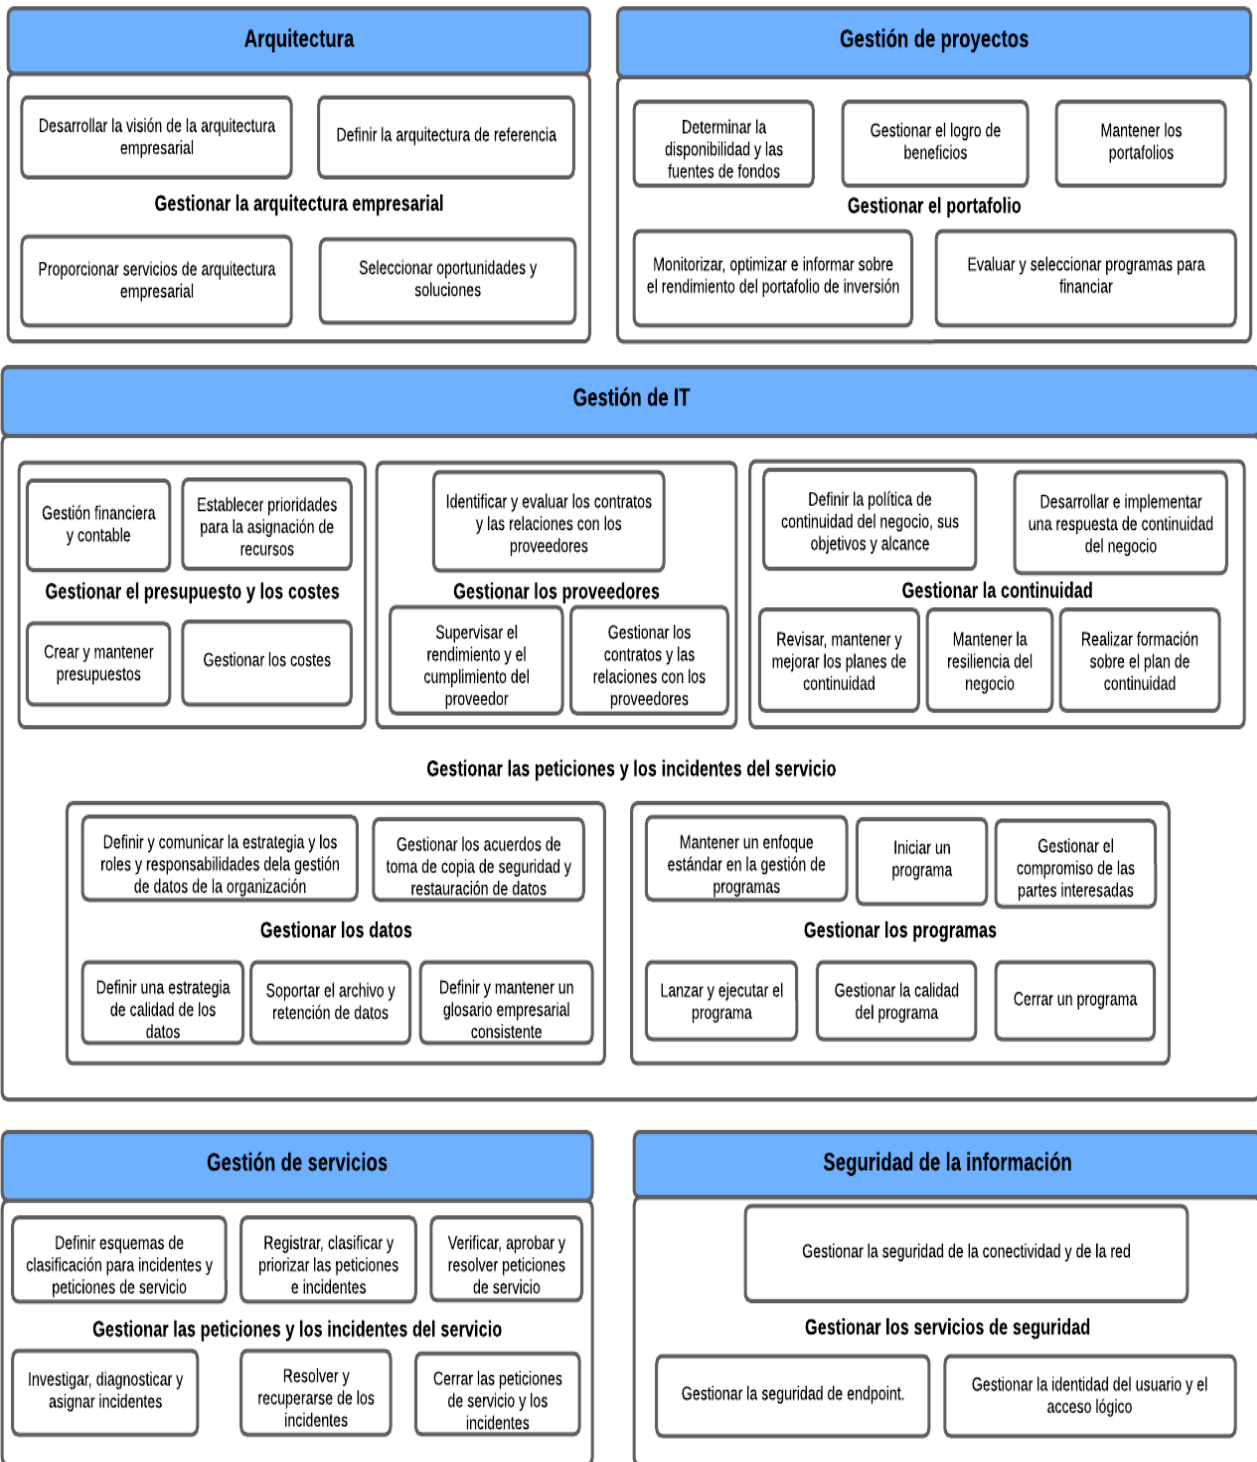 Arquitectura
Desarrollar la visión de la arquitectura
empresarial
Definir la arquitectura de referencia
Gestionar la arquitectura empresarial
Proporcionar servicios de arquitectura
empresarial
Seleccionar oportunidades y
soluciones
Gestión de proyectos
Determinar la
disponibilidad y las
fuentes de fondos
Gestionar el logro de
beneficios
Mantener los
portafolios
Gestionar el portafolio
Monitorizar, optimizar e informar sobre
el rendimiento del portafolio de inversión
Evaluar y seleccionar programas para
financiar
Gestión de IT
Gestión financiera
y contable
Establecer prioridades
para la asignación de
recursos
Gestionar el presupuesto y los costes
Crear y mantener
presupuestos
Gestionar los costes
Identificar y evaluar los contratos
y las relaciones con los
proveedores
Gestionar los proveedores
Supervisar el
rendimiento y el
cumplimiento del
proveedor
Gestionar los
contratos y las
relaciones con los
proveedores
Definir la política de
continuidad del negocio, sus
objetivos y alcance
Desarrollar e implementar
una respuesta de continuidad
del negocio
Gestionar la continuidad
Revisar, mantener y
mejorar los planes de
continuidad
Mantener la
resiliencia del
negocio
Realizar formación
sobre el plan de
continuidad
Gestionar las peticiones y los incidentes del servicio
Definir y comunicar la estrategia y los
roles y responsabilidades dela gestión
de datos de la organización
Gestionar los acuerdos de
toma de copia de seguridad y
restauración de datos
Gestionar los datos
Definir una estrategia
de calidad de los
datos
Soportar el archivo y
retención de datos
Definir y mantener un
glosario empresarial
consistente
Mantener un enfoque
estándar en la gestión de
programas
Iniciar un
programa
Gestionar el
compromiso de las
partes interesadas
Gestionar los programas
Lanzar y ejecutar el
programa
Gestionar la calidad
del programa
Cerrar un programa
Gestión de servicios
Definir esquemas de
clasificación para incidentes y
peticiones de servicio
Registrar, clasificar y
priorizar las peticiones
e incidentes
Verificar, aprobar y
resolver peticiones
de servicio
Gestionar las peticiones y los incidentes del servicio
Investigar, diagnosticar y
asignar incidentes
Resolver y
recuperarse de los
incidentes
Cerrar las peticiones
de servicio y los
incidentes
Seguridad de la información
Gestionar la seguridad de la conectividad y de la red
Gestionar los servicios de seguridad
Gestionar la seguridad de endpoint.
Gestionar la identidad del usuario y el
acceso lógico